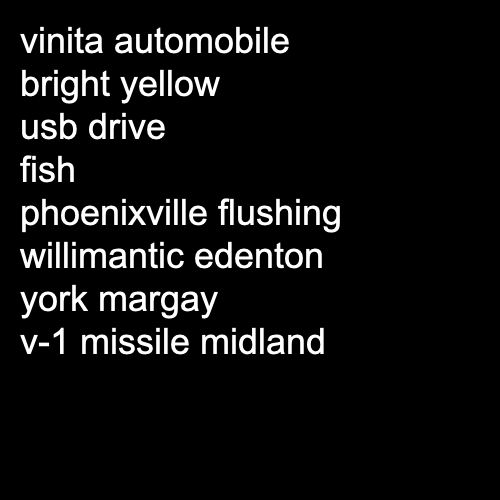 vinita automobile
bright yellow
usb drive
fish
phoenixville flushing
willimantic edenton
york margay
v-1 missile midland